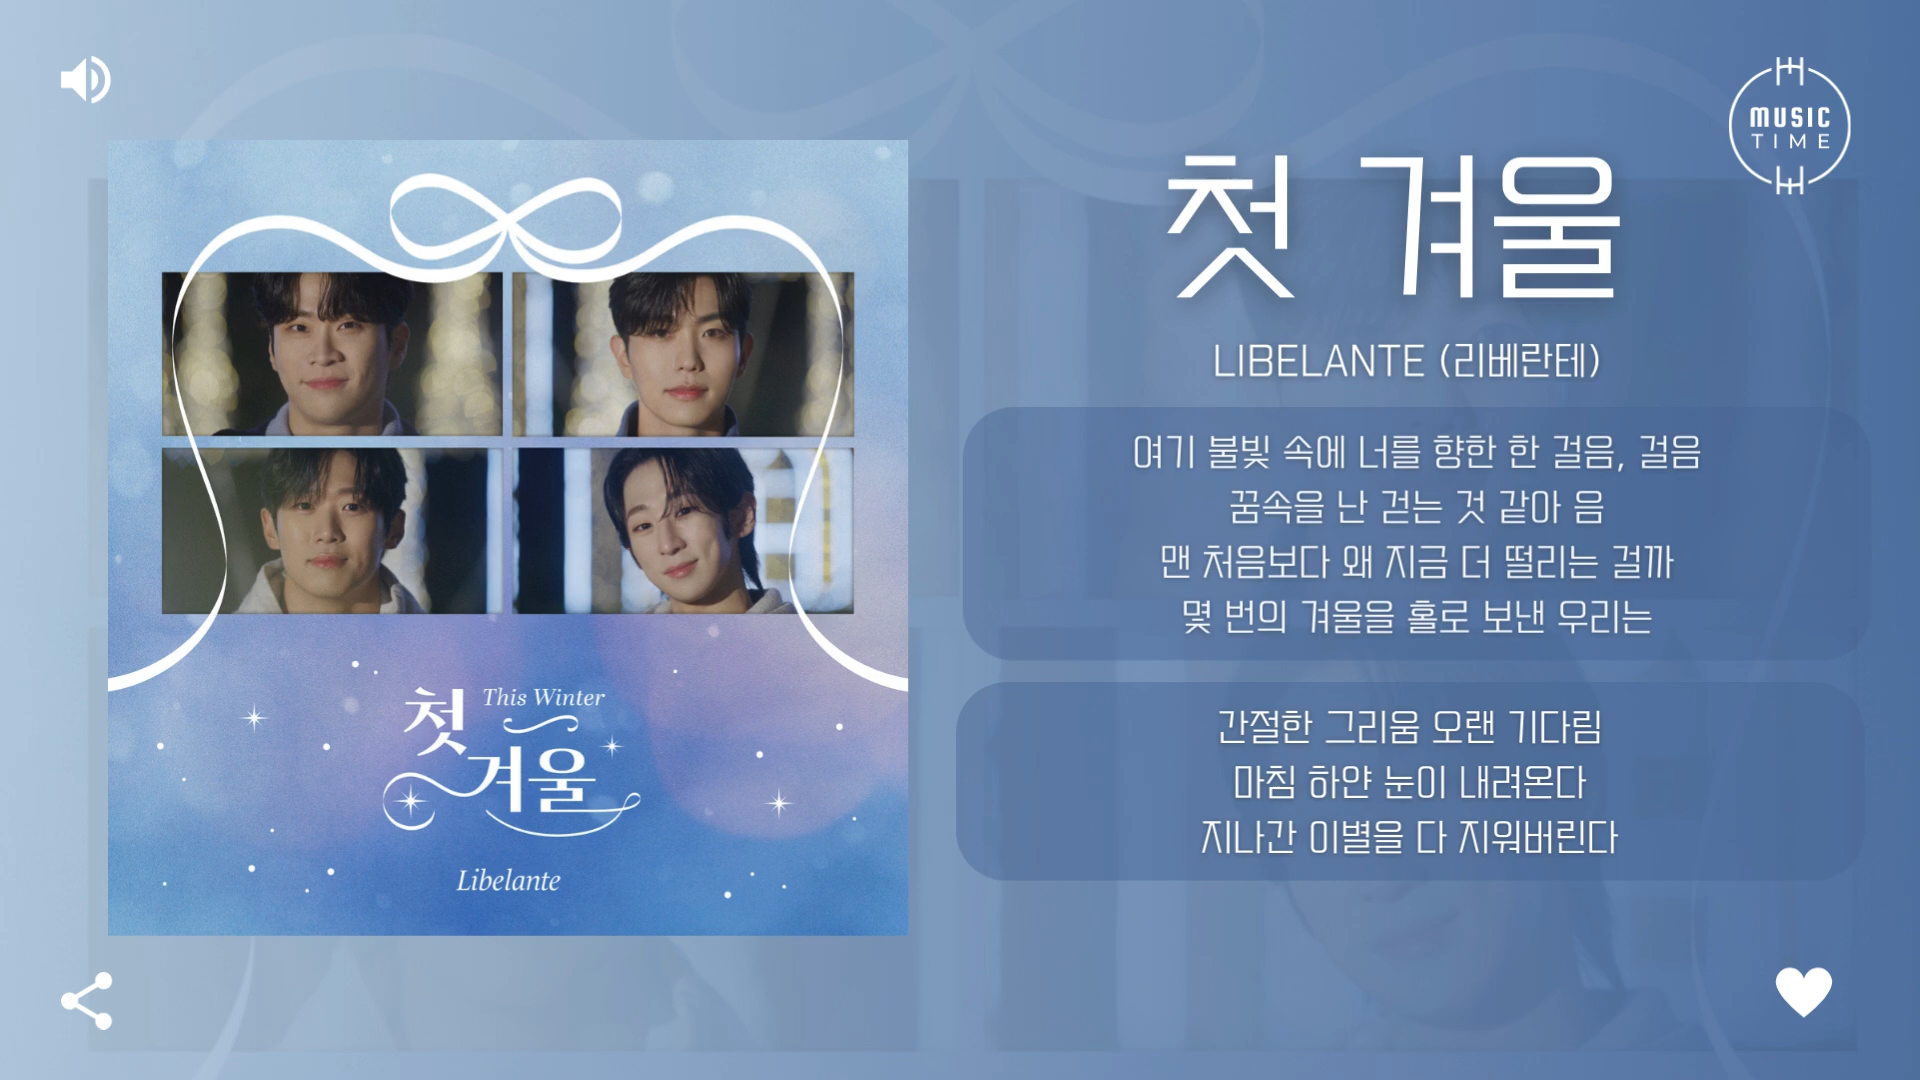 MUSIC
TIME
첫 겨울
LIBELANTE (리베란테)
여기 불빛 속에 너를 향한 한 걸음, 걸음
꿈속을 난 걷는 것 같아 음
맨 처음보다 왜 지금 더 떨리는 걸까
몇 번의 겨울을 홀로 보낸 우리는
간절한 그리움 오랜 기다림
마침 하얀 눈이 내려온다
지나간 이별을 다 지워버린다
첫 This Winter
겨울
Libelante